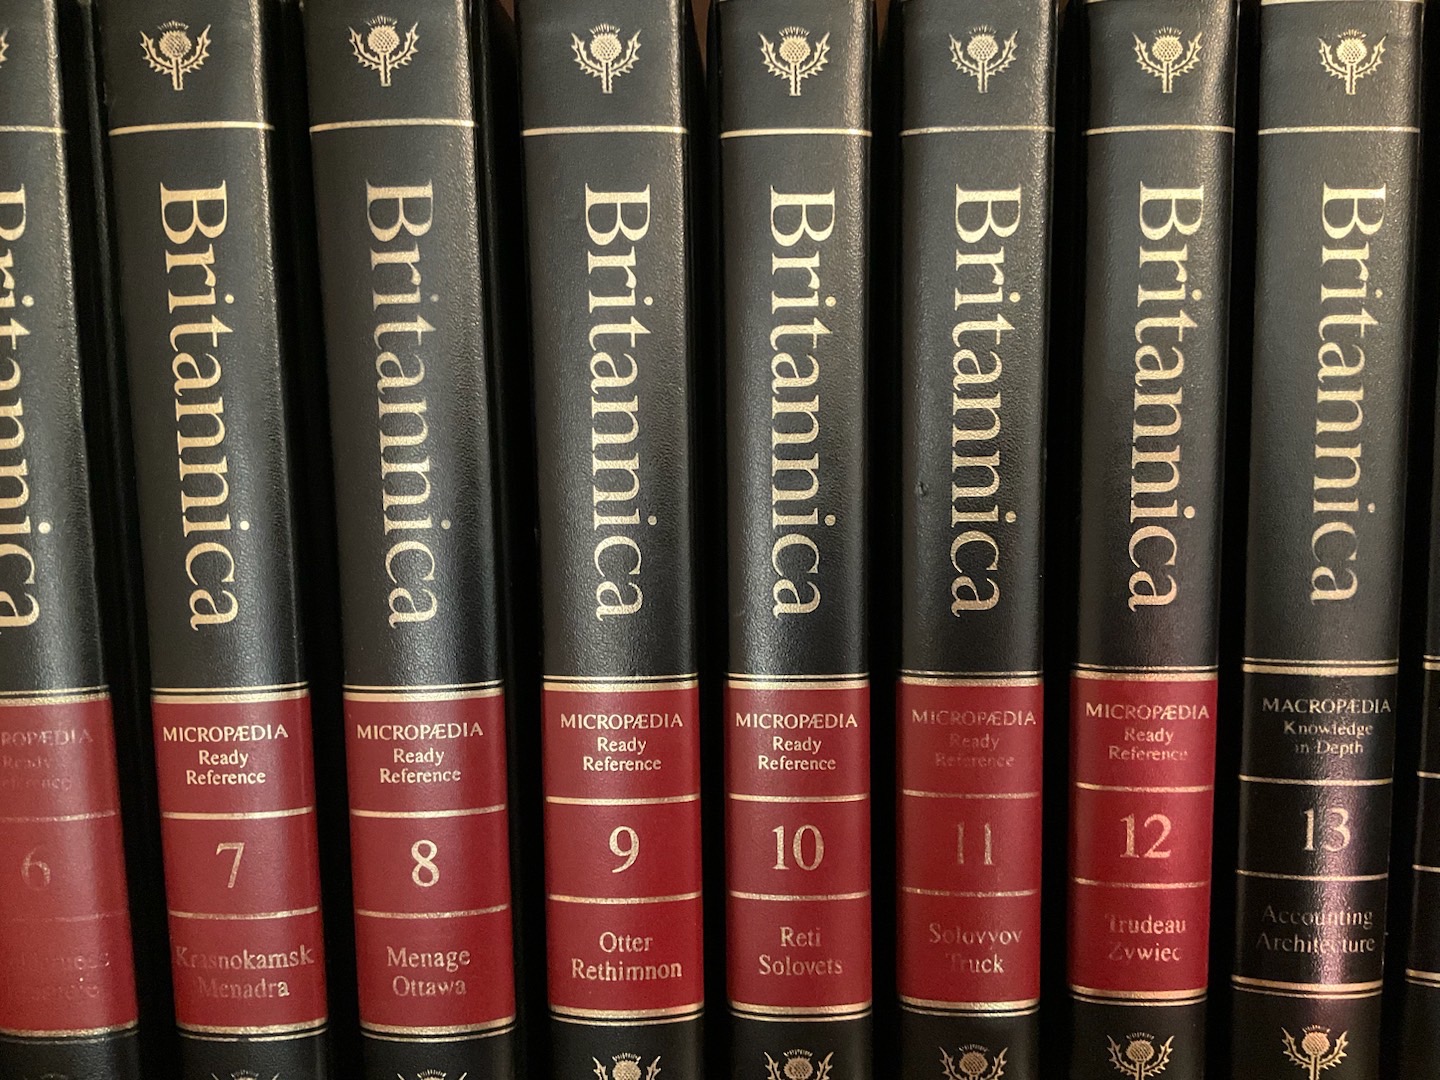 Britannica
6
Britannica
MICROPÆDIA
Ready
Reference
7
Krasnokamsk
Menadra
Britannica
MICROPÆDIA
Ready
Reference
8
Menage
Ottawa
Britannica
MICROPÆDIA
Ready
Reference
9
Otter
Rethimnon
Britannica
MICROPÆDIA
Ready
Reference
10
Reti
Solovets
Britannica
MICROPÆDIA
Ready
Reference
11
Solovyov
Truck
Britannica
MICROPÆDIA
Ready
Reference
12
Trudeau
Zywiec
Britannica
MACROPÆDIA
Knowledge
in Depth
13
Accounting
Architecture